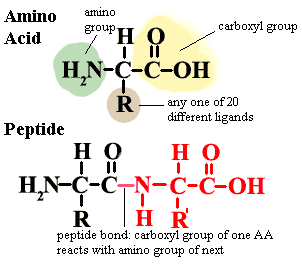 Amino
Acid
amino
group
carboxyl
group
H O
H₂N–C–C–OH
R
any one of 20
different ligands
Peptide
H O H O
H₂N–C–C–N–C–C–OH
R H R'
peptide bond: carboxyl group of one AA
reacts with amino group of next